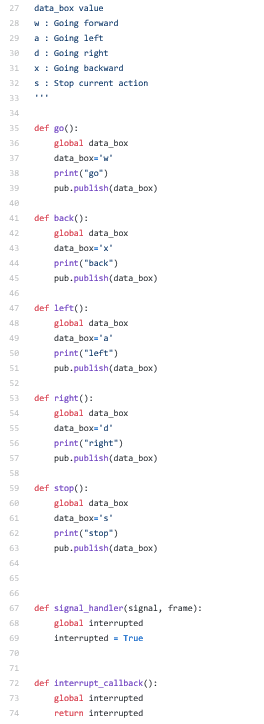 27 data_box value
28 w : Going forward
29 a : Going left
30 d : Going right
31 x : Going backward
32 s : Stop current action
33 '''
34
35 def go():
36     global data_box
37     data_box='w'
38     print("go")
39     pub.publish(data_box)
40
41 def back():
42     global data_box
43     data_box='x'
44     print("back")
45     pub.publish(data_box)
46
47 def left():
48     global data_box
49     data_box='a'
50     print("left")
51     pub.publish(data_box)
52
53 def right():
54     global data_box
55     data_box='d'
56     print("right")
57     pub.publish(data_box)
58
59 def stop():
60     global data_box
61     data_box='s'
62     print("stop")
63     pub.publish(data_box)
64
65
66
67 def signal_handler(signal, frame):
68     global interrupted
69     interrupted = True
70
71
72 def interrupt_callback():
73     global interrupted
74     return interrupted